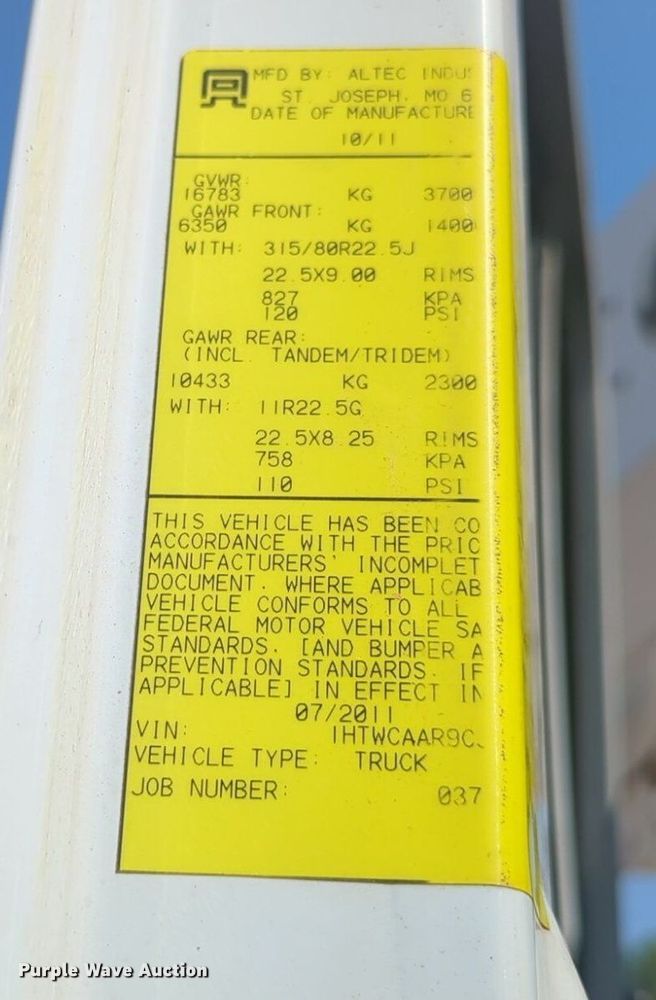 MFD BY: ALTEC INDUS
ST. JOSEPH, MO 6
DATE OF MANUFACTURE
10/11
GVWR:
16783 KG 3700
GAWR FRONT:
6350 KG 1400
WITH: 315/80R22.5J
22.5X9.00 RIMS
827 KPA
120 PSI
GAWR REAR:
(INCL. TANDEM/TRIDEM)
10433 KG 2300
WITH: 11R22.5G
22.5X8.25 RIMS
758 KPA
110 PSI
THIS VEHICLE HAS BEEN CO
ACCORDANCE WITH THE PRIO
MANUFACTURERS' INCOMPLET
DOCUMENT. WHERE APPLICAB
VEHICLE CONFORMS TO ALL
FEDERAL MOTOR VEHICLE SA
STANDARDS, [AND BUMPER A
PREVENTION STANDARDS, IF
APPLICABLE] IN EFFECT IN
07/2011
VIN: 1HTWCAAR9C
VEHICLE TYPE: TRUCK
JOB NUMBER: 037
Purple Wave Auction